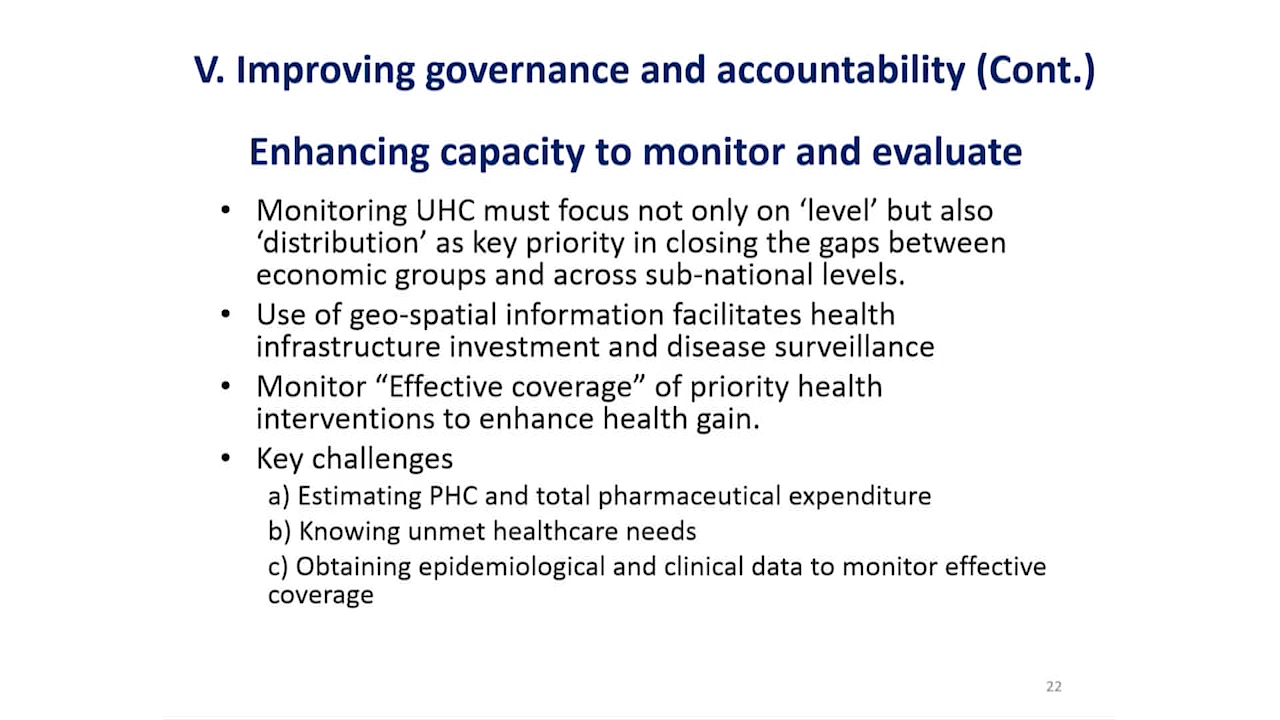 V. Improving governance and accountability (Cont.)
Enhancing capacity to monitor and evaluate
• Monitoring UHC must focus not only on ‘level’ but also
‘distribution’ as key priority in closing the gaps between
economic groups and across sub-national levels.
• Use of geo-spatial information facilitates health
infrastructure investment and disease surveillance
• Monitor “Effective coverage” of priority health
interventions to enhance health gain.
• Key challenges
a) Estimating PHC and total pharmaceutical expenditure
b) Knowing unmet healthcare needs
c) Obtaining epidemiological and clinical data to monitor effective
coverage
22